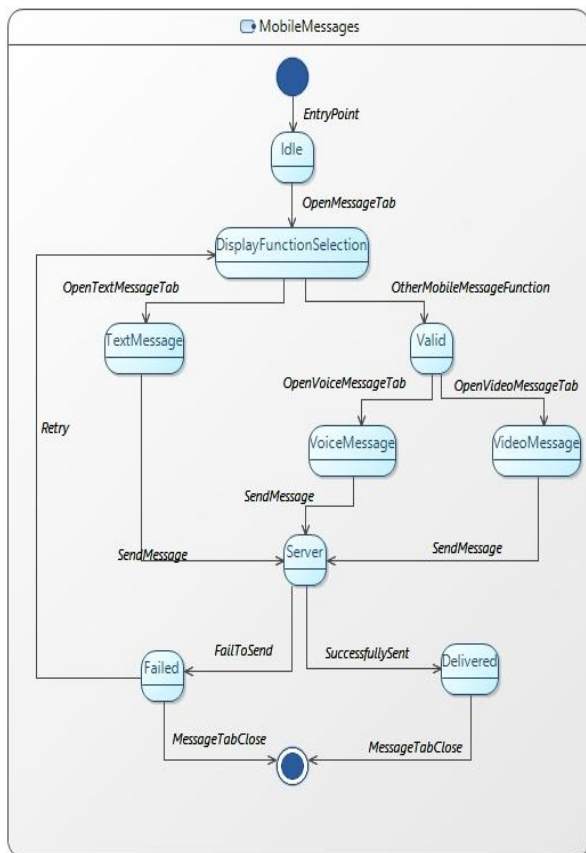 MobileMessages
EntryPoint
Idle
OpenMessageTab
DisplayFunctionSelection
OpenTextMessageTab
OtherMobileMessageFunction
TextMessage
Valid
OpenVoiceMessageTab
OpenVideoMessageTab
Retry
VoiceMessage
VideoMessage
SendMessage
Server
SendMessage
SendMessage
FailToSend
SuccessfullySent
Failed
Delivered
MessageTabClose
MessageTabClose